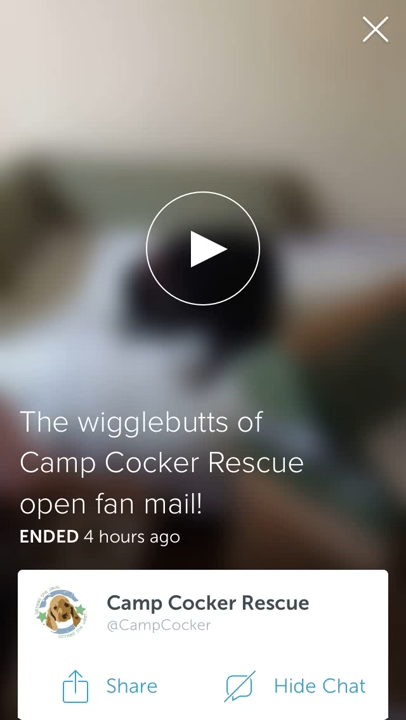 The wigglebutts of
Camp Cocker Rescue
open fan mail!
ENDED 4 hours ago
Camp Cocker Rescue
@CampCocker
Share
Hide Chat